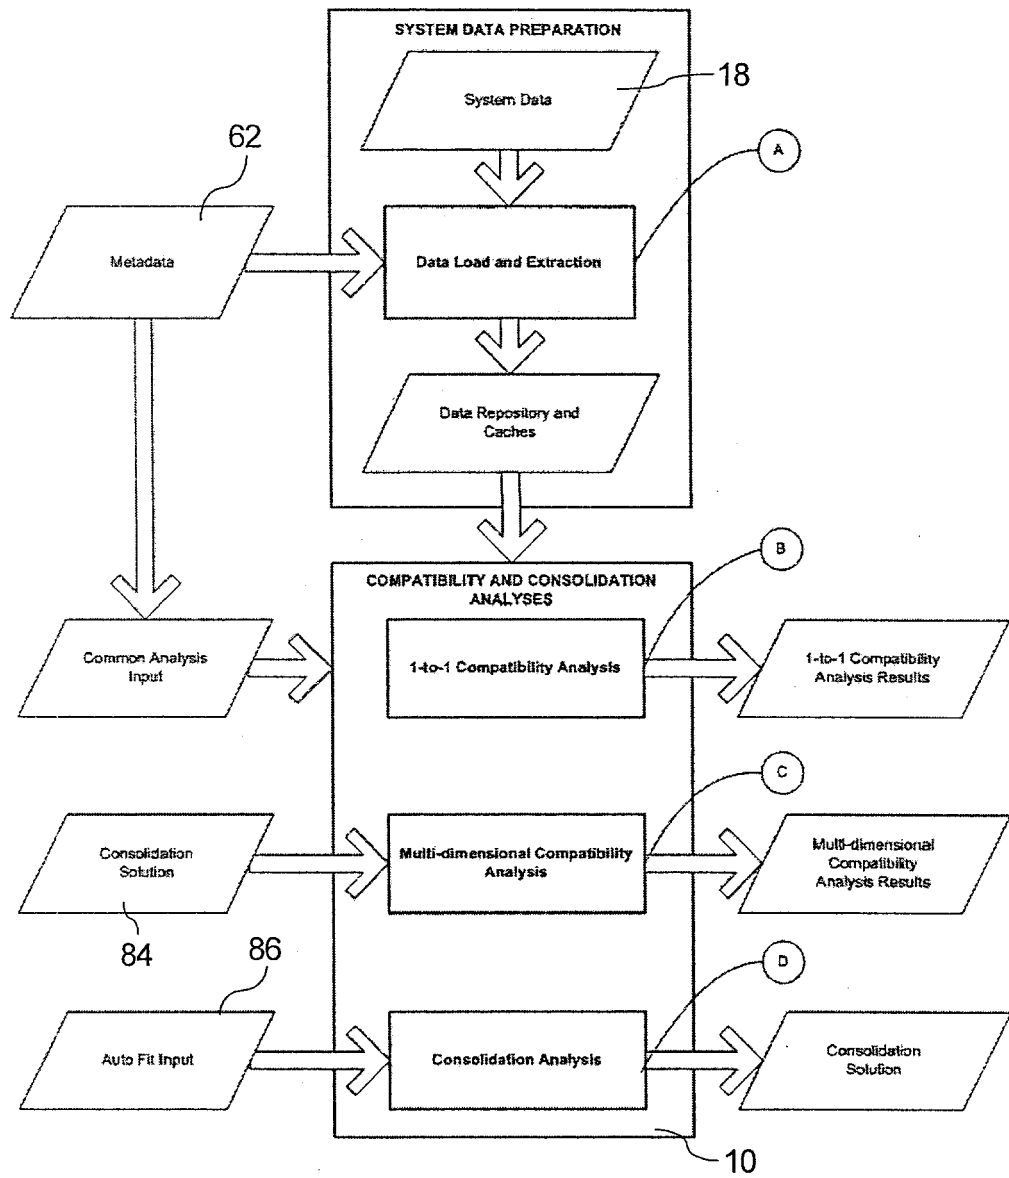 SYSTEM DATA PREPARATION
System Data
18
A
62
Metadata
Data Load and Extraction
Data Repository and
Caches
B
COMPATIBILITY AND CONSOLIDATION
ANALYSES
Common Analysis
Input
1-to-1 Compatibility Analysis
1-to-1 Compatibility
Analysis Results
C
Consolidation
Solution
84
Multi-dimensional Compatibility
Analysis
Multi-dimensional
Compatibility
Analysis Results
86
D
Auto Fit Input
Consolidation Analysis
Consolidation
Solution
10